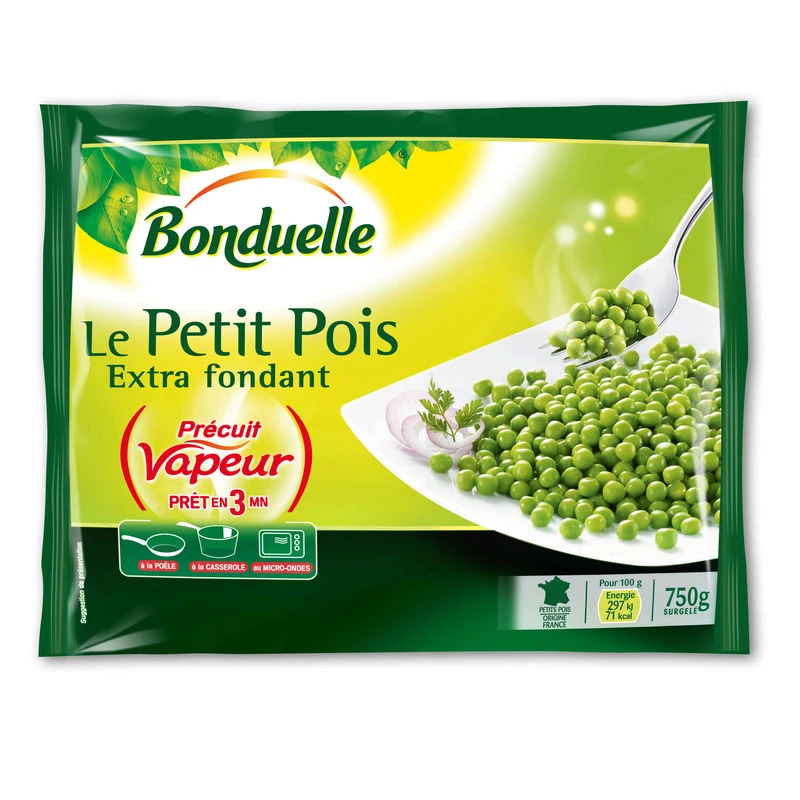 Bonduelle
®
Le Petit Pois
Extra fondant
Précuit
Vapeur
PRÊT EN 3 MN
à la POÊLE
à la CASSEROLE
au MICRO-ONDES
Suggestion de présentation
PETITS POIS
ORIGINE
FRANCE
Pour 100 g
Energie
297 kj
71 kcal
750g
SURGELÉ